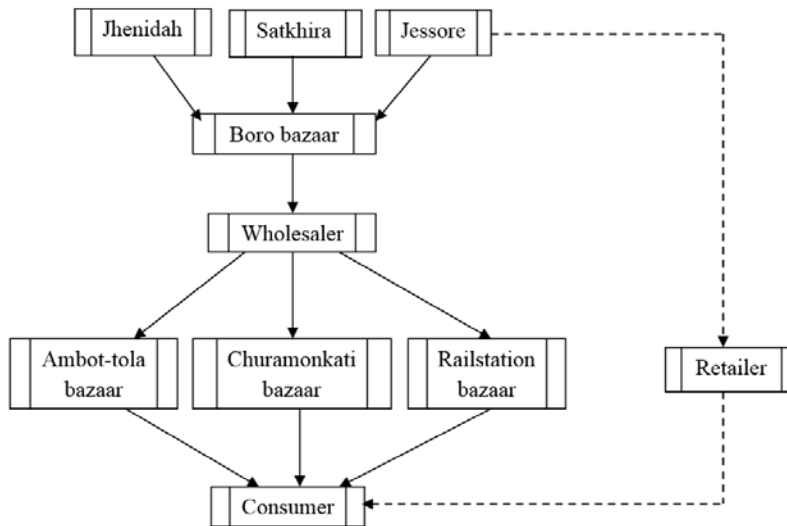 Jhenidah
Satkhira
Jessore
Boro bazaar
Wholesaler
Ambot-tola
bazaar
Churamonkati
bazaar
Railstation
bazaar
Retailer
Consumer